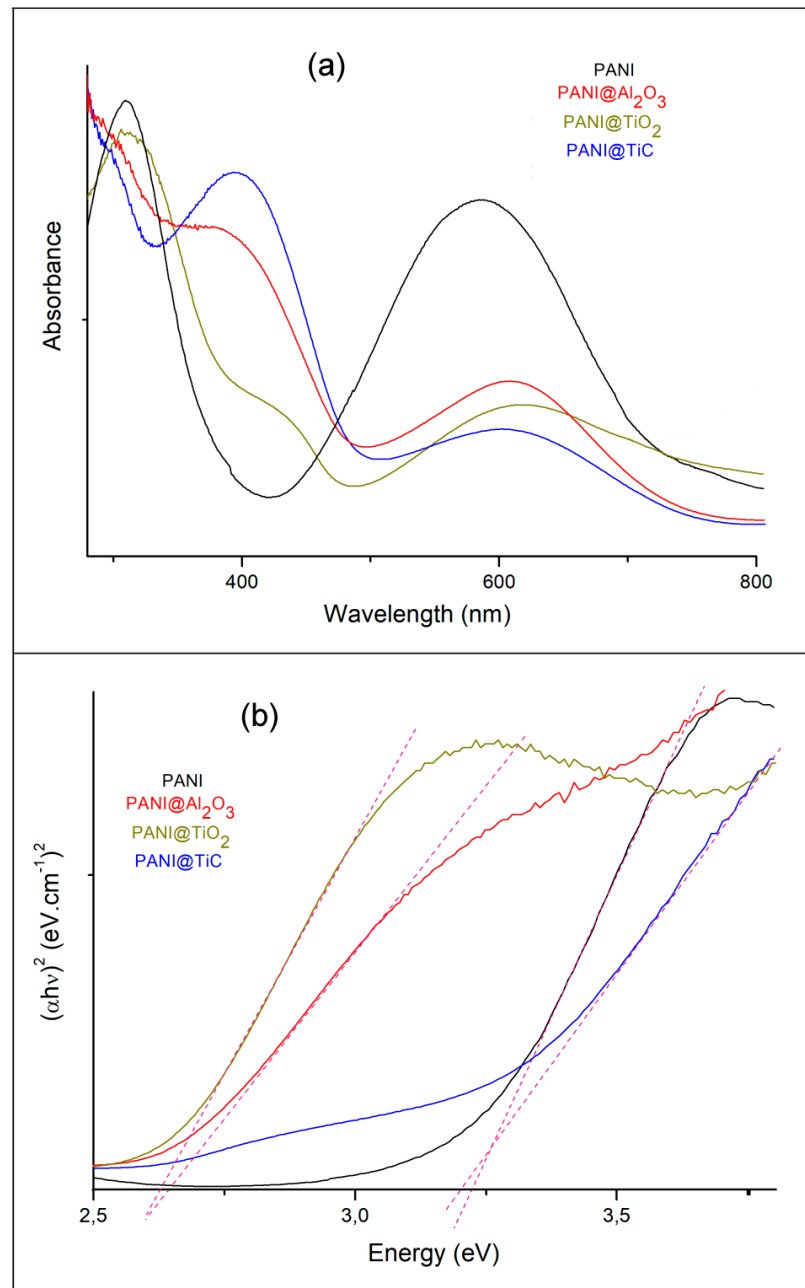 (a)
PANI
PANI@Al₂O₃
PANI@TiO₂
PANI@TiC
Absorbance
400
600
800
Wavelength (nm)
(b)
PANI
PANI@Al₂O₃
PANI@TiO₂
PANI@TiC
(αhν)² (eV.cm⁻¹)²
2,5
3,0
3,5
Energy (eV)